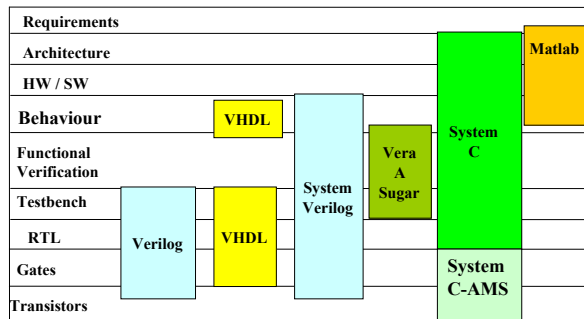 Requirements
Architecture
HW / SW
Behaviour
Functional
Verification
Testbench
RTL
Gates
Transistors
Verilog
VHDL
VHDL
System
Verilog
Vera
A
Sugar
System
C
System
C-AMS
Matlab